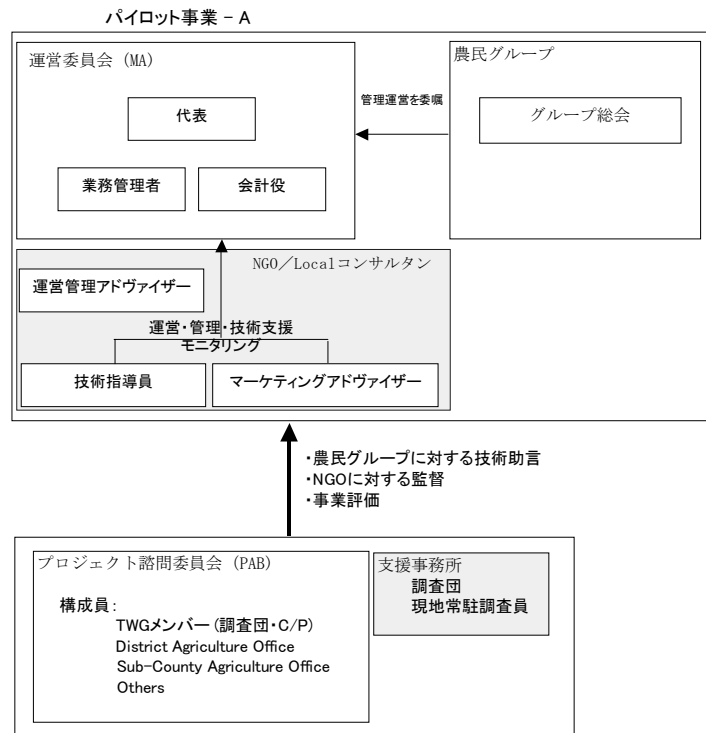 パイロット事業 - A
運営委員会 (MA)
代表
業務管理者
会計役
管理運営を委嘱
農民グループ
グループ総会
NGO／Localコンサルタン
運営管理アドヴァイザー
運営・管理・技術支援
モニタリング
技術指導員
マーケティングアドヴァイザー
・農民グループに対する技術助言
・NGOに対する監督
・事業評価
プロジェクト諮問委員会 (PAB)
構成員：
TWGメンバー (調査団・C/P)
District Agriculture Office
Sub-County Agriculture Office
Others
支援事務所
調査団
現地常駐調査員